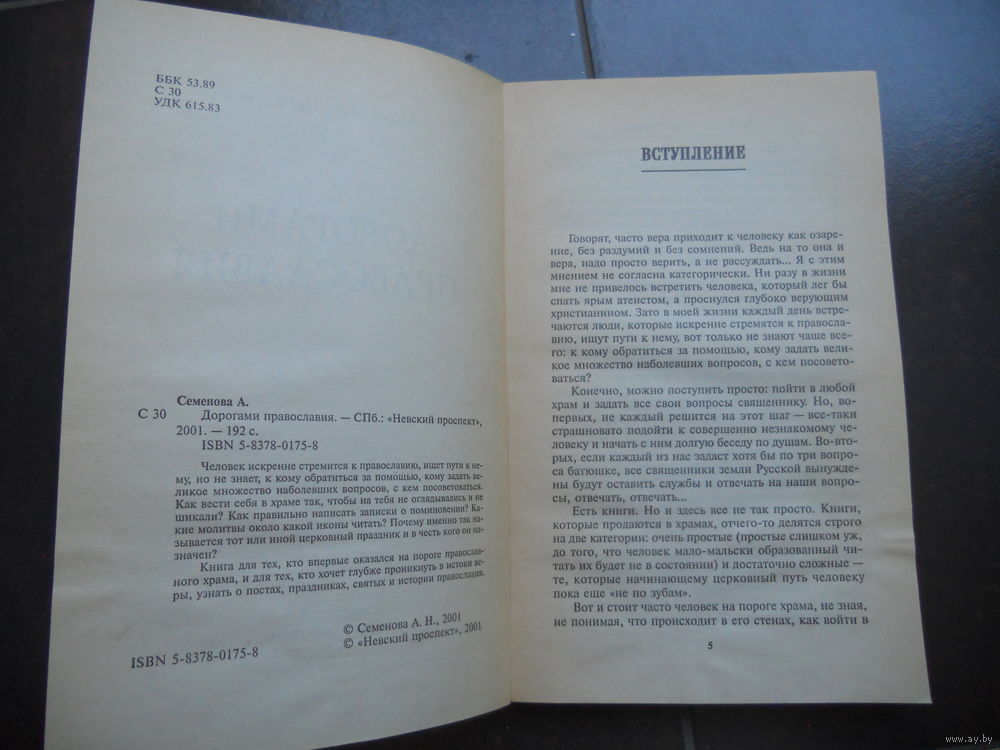 ББК 53.89
С 30
УДК 615.83
Семенова А.
С 30 Дорогами православия. — СПб.: «Невский проспект»,
2001. — 192 с.
ISBN 5-8378-0175-8
Человек искренне стремится к православию, ищет пути к не-
му, но не знает, к кому обратиться за помощью, кому задать ве-
ликое множество наболевших вопросов, с кем посоветоваться.
Как вести себя в храме так, чтобы на тебя не оглядывались и не
шикали? Как правильно написать записки о поминовении? Ка-
кие молитвы около какой иконы читать? Почему именно так на-
зывается тот или иной церковный праздник и в честь кого он на-
значен?
Книга для тех, кто впервые оказался на пороге православ-
ного храма, и для тех, кто хочет глубже проникнуть в истоки ве-
ры, узнать о постах, праздниках, святых и истории православия.
© Семенова А. Н., 2001
© «Невский проспект», 2001
ISBN 5-8378-0175-8
ВСТУПЛЕНИЕ
Говорят, часто вера приходит к человеку как озаре-
ние, без раздумий и без сомнений. Ведь на то она и
вера, надо просто верить, а не рассуждать... Я с этим
мнением не согласна категорически. Ни разу в жизни
мне не привелось встретить человека, который лег бы
спать ярым атеистом, а проснулся глубоко верующим
христианином. Зато в моей жизни каждый день встре-
чаются люди, которые искренне стремятся к правосла-
вию, ищут пути к нему, вот только не знают чаще все-
го: к кому обратиться за помощью, кому задать вели-
кое множество наболевших вопросов, с кем посовето-
ваться?
Конечно, можно поступить просто: пойти в любой
храм и задать все свои вопросы священнику. Но, во-
первых, не каждый решится на этот шаг — все-таки
страшновато подойти к совершенно незнакомому че-
ловеку и начать с ним долгую беседу по душам. Во-вто-
рых, если каждый из нас задаст хотя бы по три вопро-
са батюшке, все священники земли Русской вынужде-
ны будут оставить службы и отвечать на наши вопро-
сы, отвечать, отвечать...
Есть книги. Но и здесь все не так просто. Книги,
которые продаются в храмах, отчего-то делятся строго
на две категории: очень простые (простые слишком уж,
до того, что человек мало-мальски образованный чи-
тать их будет не в состоянии) и достаточно сложные —
те, которые начинающему церковный путь человеку
пока еще «не по зубам».
Вот и стоит часто человек на пороге храма, не зная,
не понимая, что происходит в его стенах, как войти в
5
www.ay.by